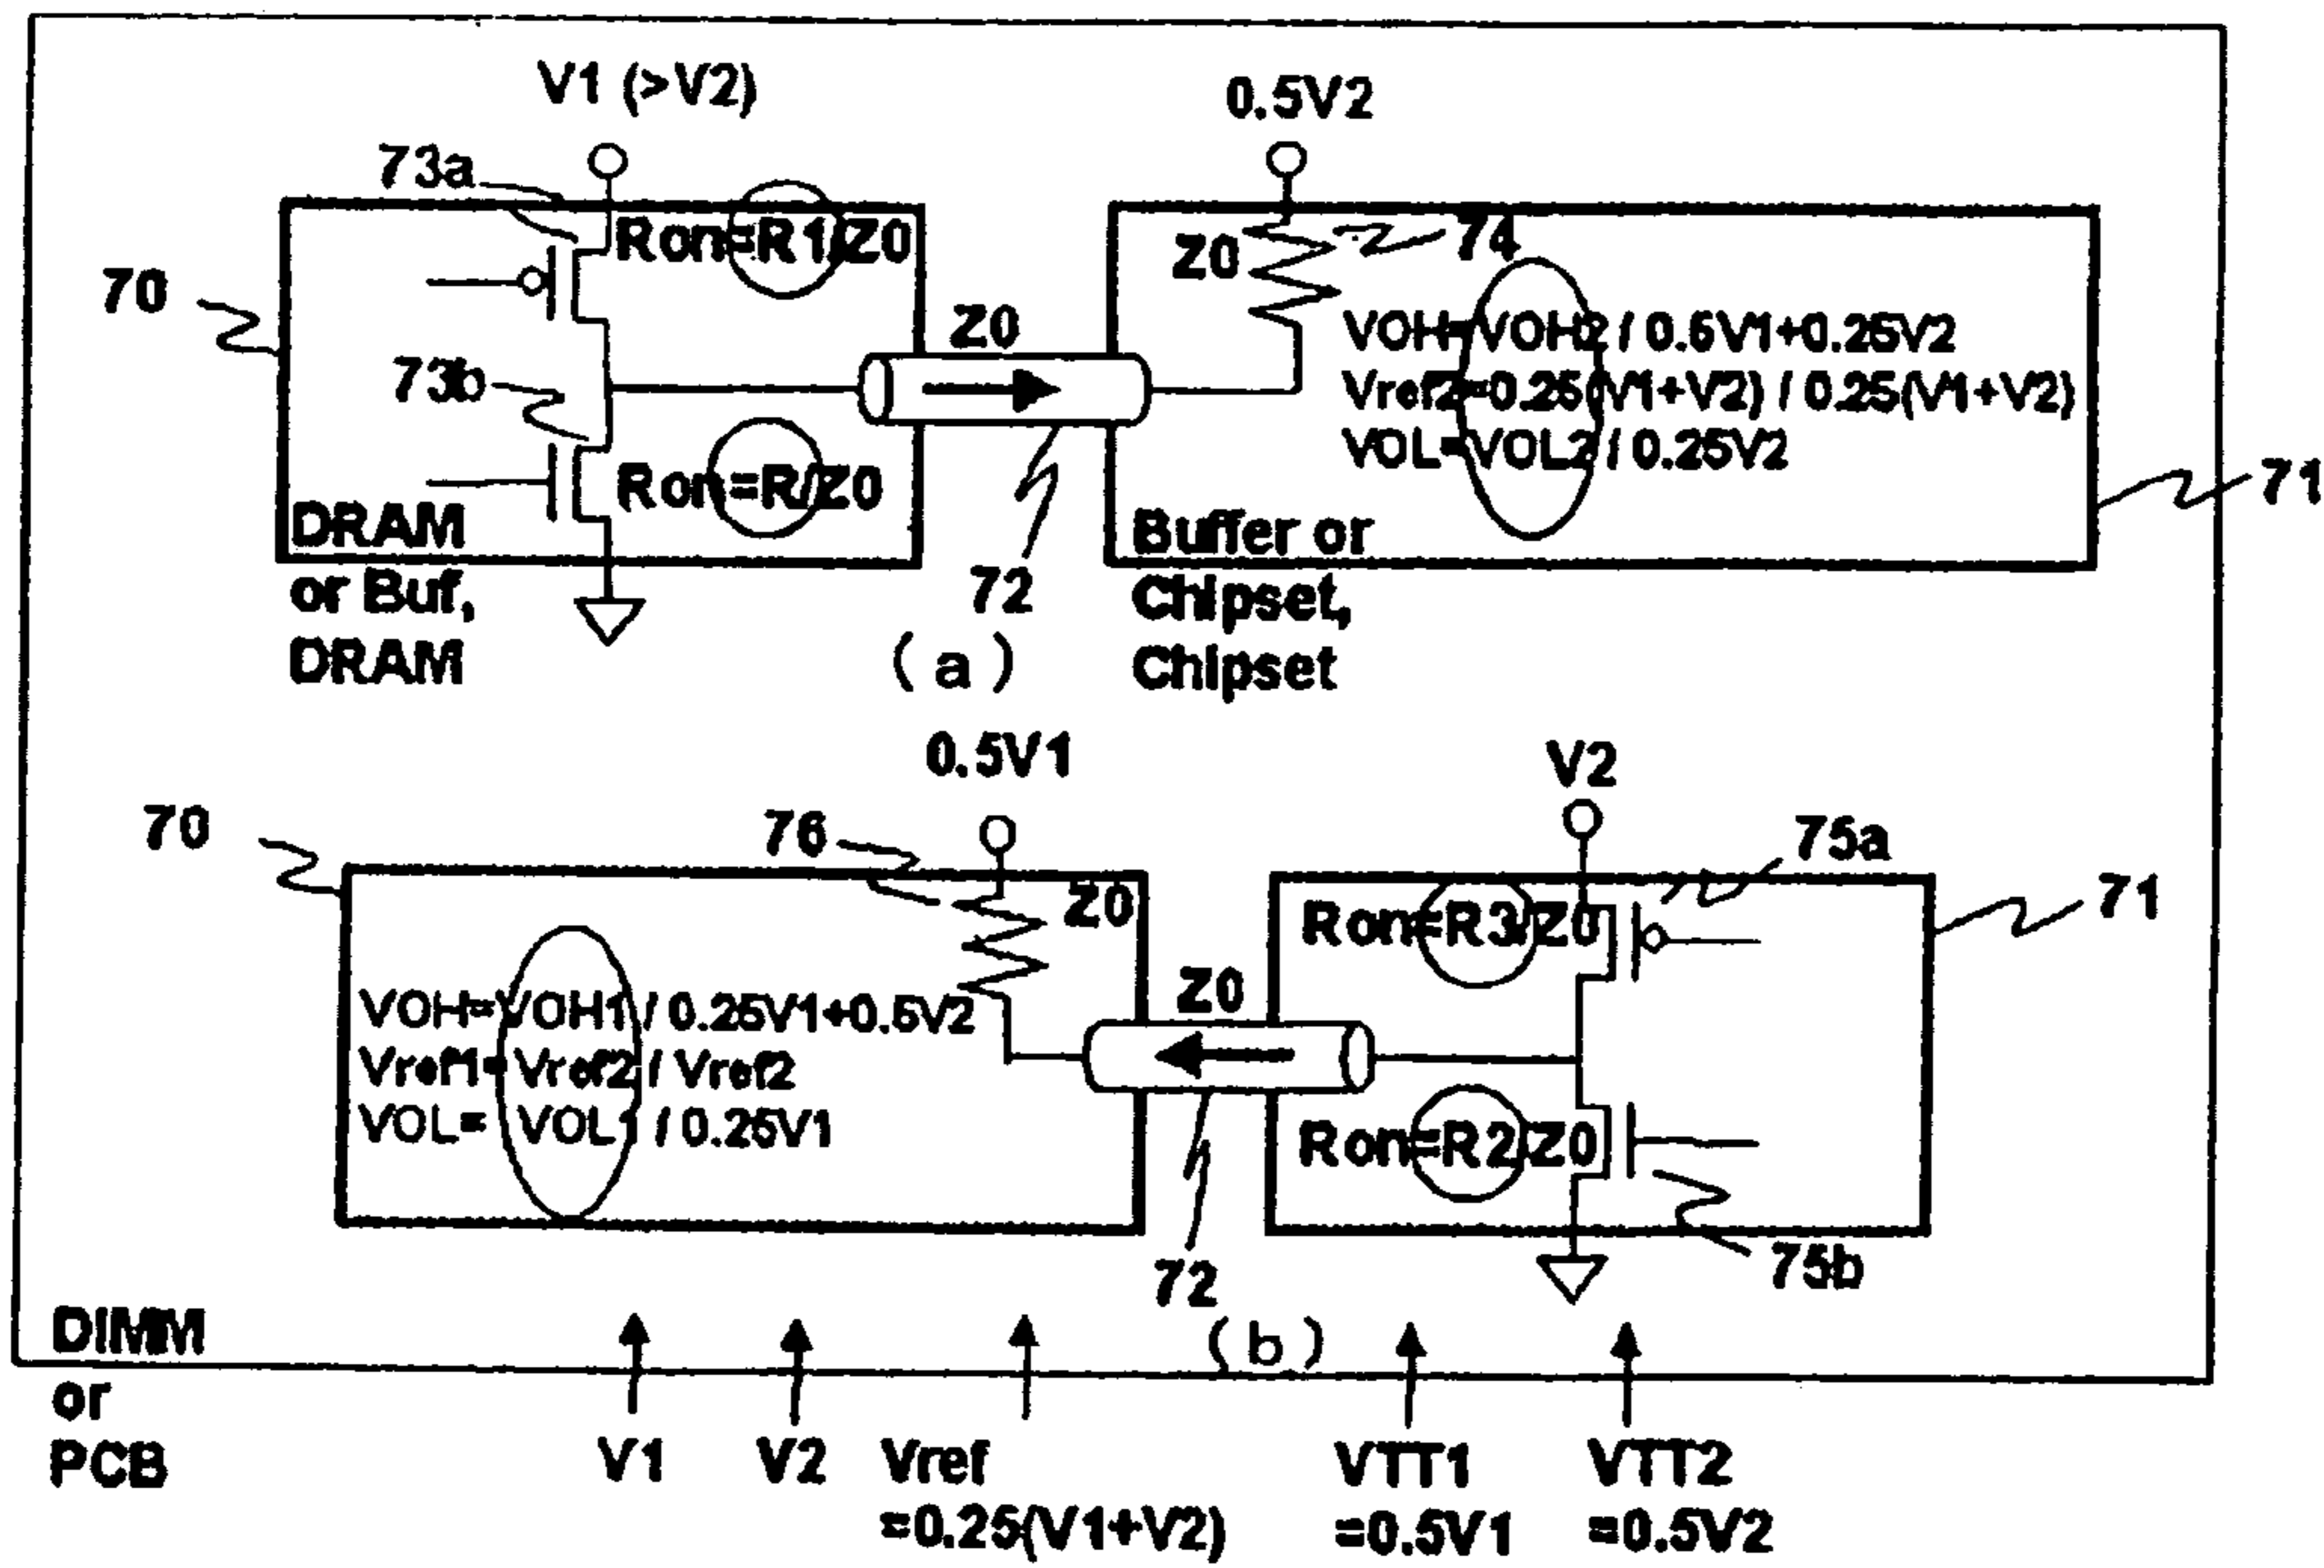 V1 (>V2)
0.5V2
73a
Ron=R1/Z0
Z0
74
70
Z0
VOH=VOH2 / 0.5V1+0.25V2
73b
Vref2=0.25(V1+V2) / 0.25(V1+V2)
VOL=VOL2 / 0.25V2
Ron=R/Z0
71
DRAM
or Buf,
DRAM
72
Buffer or
Chipset,
Chipset
( a )
0.5V1
V2
70
76
75a
Z0
Ron=R3/Z0
71
Z0
VOH=VOH1 / 0.25V1+0.5V2
Vref1=Vref2 / Vref2
VOL= VOL1 / 0.25V1
Ron=R2/Z0
72
75b
( b )
DIMM
or
PCB
V1
V2
Vref
=0.25(V1+V2)
VTT1
=0.5V1
VTT2
=0.5V2